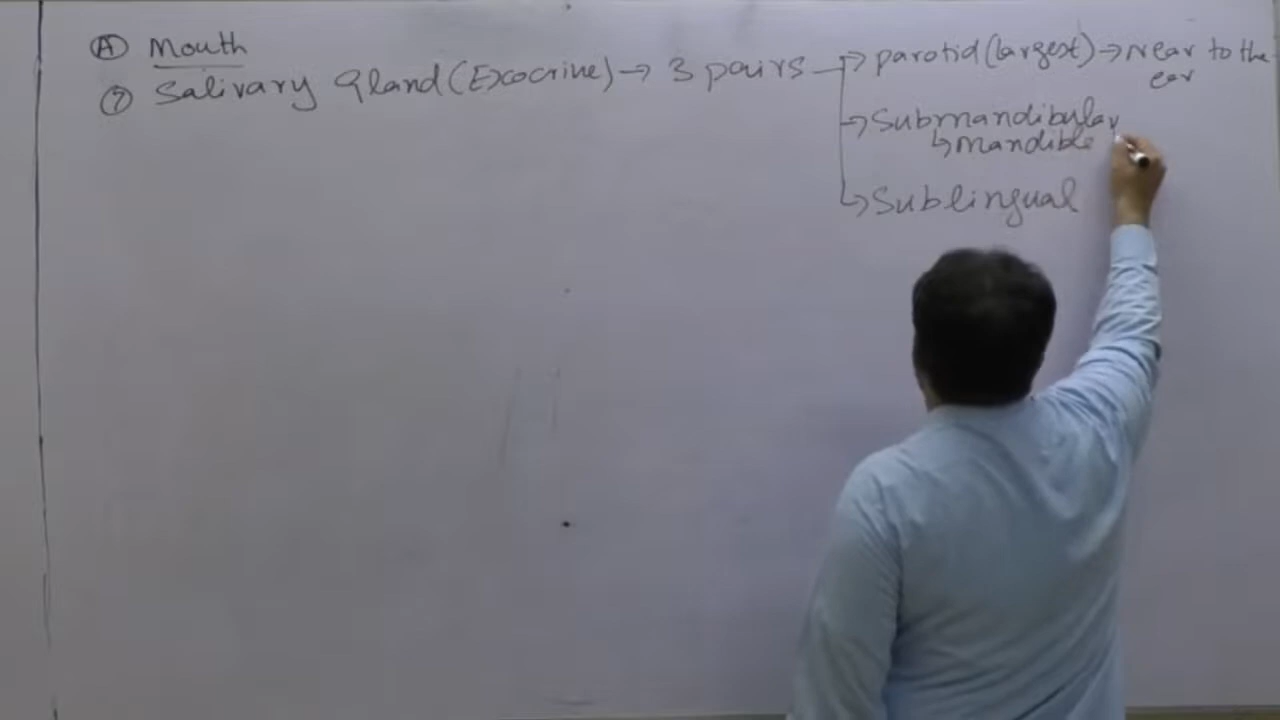 Ⓐ Mouth
⑦ Salivary gland (Exocrine) → 3 pairs → parotid (largest) → Near to the
ear
→ Submandibular
↳ Mandible
→ Sublingual